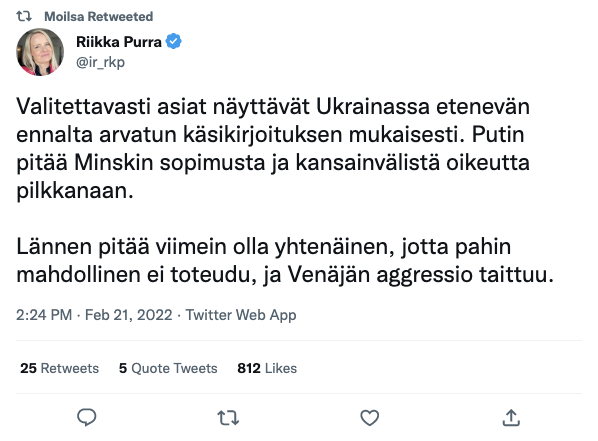 Moilsa Retweeted
Riikka Purra
@ir_rkp
Valitettavasti asiat näyttävät Ukrainassa etenevän
ennalta arvatun käsikirjoituksen mukaisesti. Putin
pitää Minskin sopimusta ja kansainvälistä oikeutta
pilkkanaan.
Lännen pitää viimein olla yhtenäinen, jotta pahin
mahdollinen ei toteudu, ja Venäjän aggressio taittuu.
2:24 PM · Feb 21, 2022 · Twitter Web App
25 Retweets 5 Quote Tweets 812 Likes